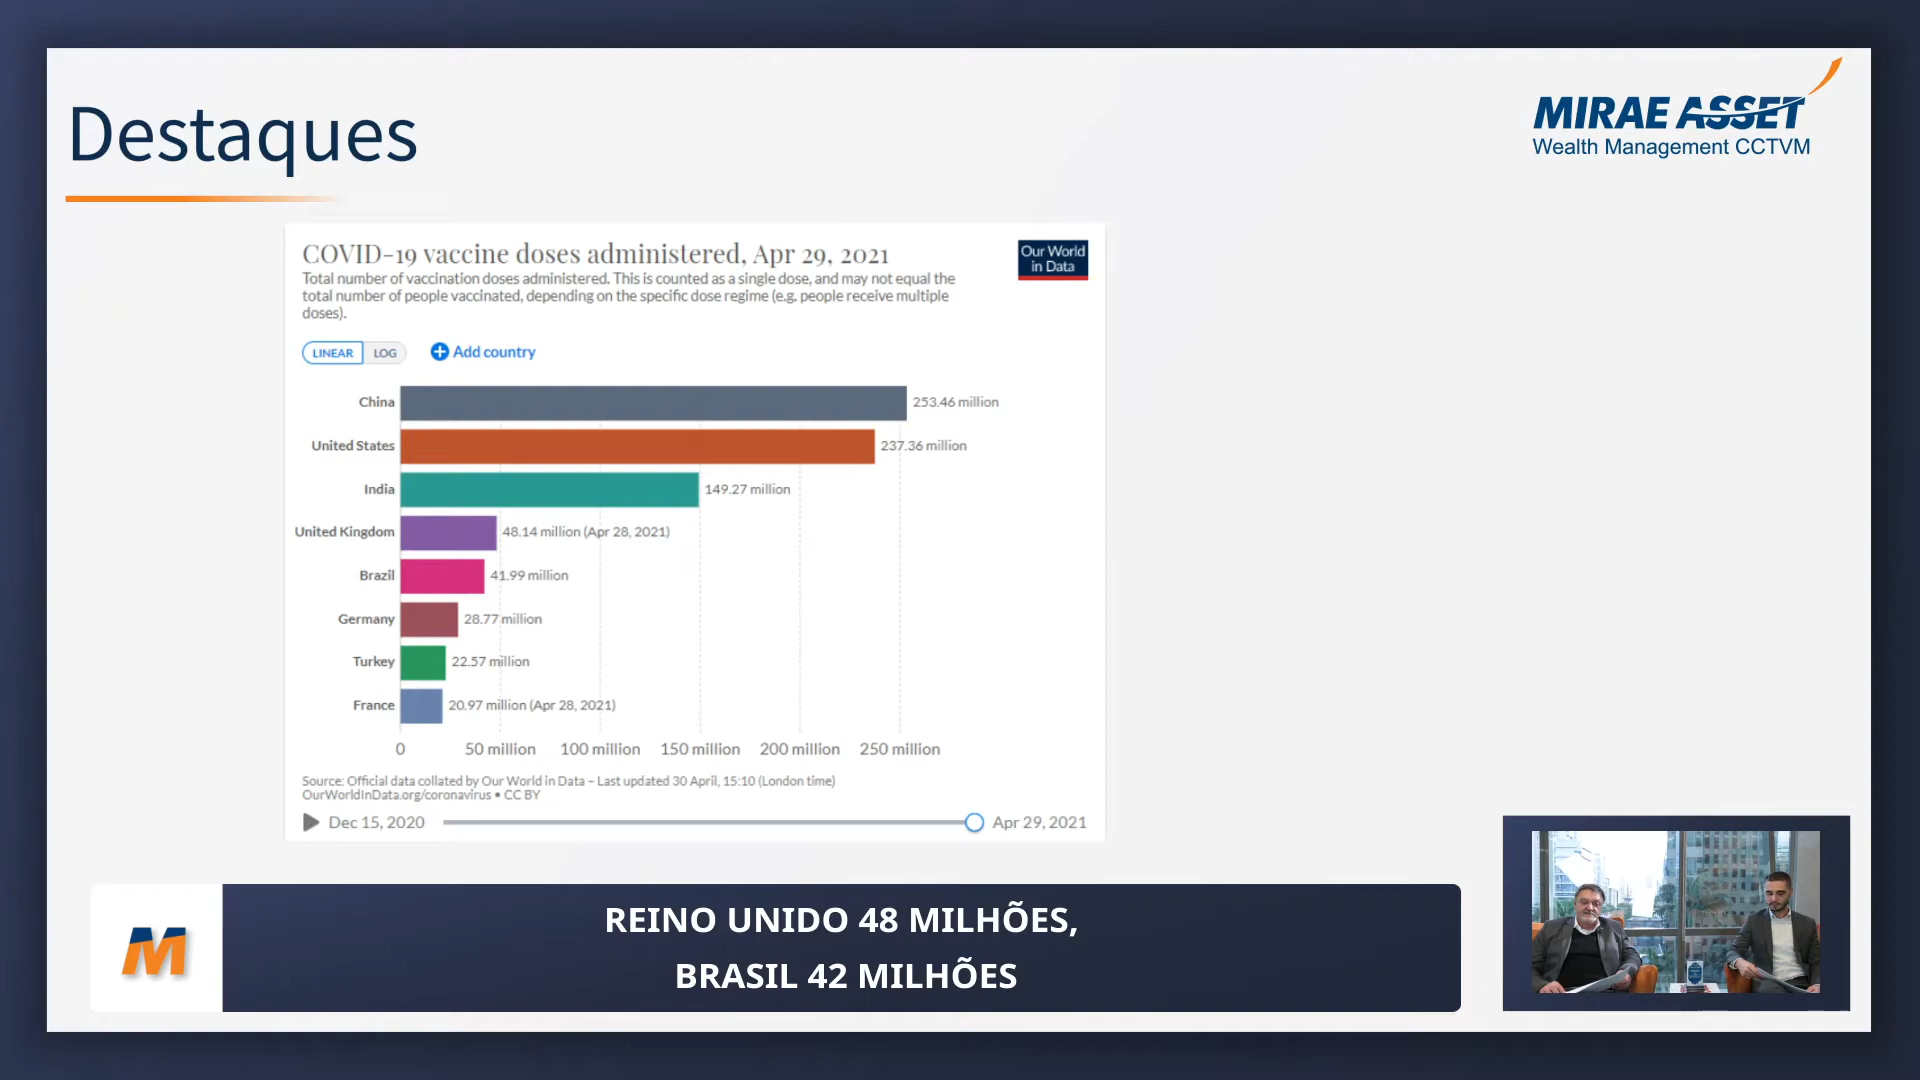 Destaques
MIRAE ASSET
Wealth Management CCTVM
COVID-19 vaccine doses administered, Apr 29, 2021
Our World
in Data
Total number of vaccination doses administered. This is counted as a single dose, and may not equal the
total number of people vaccinated, depending on the specific dose regime (e.g. people receive multiple
doses).
LINEAR LOG Add country
China 253.46 million
United States 237.36 million
India 149.27 million
United Kingdom 48.14 million (Apr 28, 2021)
Brazil 41.99 million
Germany 28.77 million
Turkey 22.57 million
France 20.97 million (Apr 28, 2021)
0 50 million 100 million 150 million 200 million 250 million
Source: Official data collated by Our World in Data – Last updated 30 April, 15:10 (London time)
OurWorldInData.org/coronavirus • CC BY
Dec 15, 2020 Apr 29, 2021
M
REINO UNIDO 48 MILHÕES,
BRASIL 42 MILHÕES